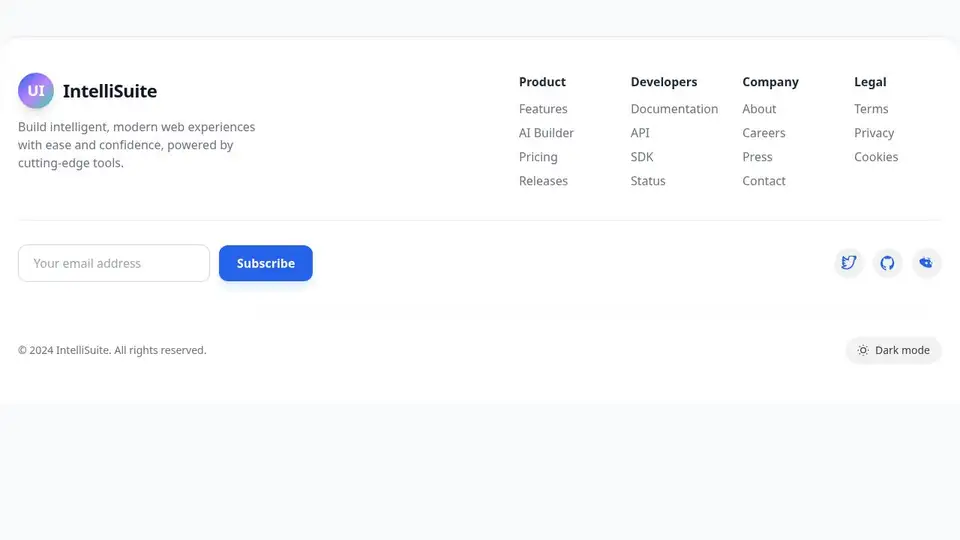 UI IntelliSuite
Build intelligent, modern web experiences
with ease and confidence, powered by
cutting-edge tools.
Product
Features
AI Builder
Pricing
Releases
Developers
Documentation
API
SDK
Status
Company
About
Careers
Press
Contact
Legal
Terms
Privacy
Cookies
Your email address
Subscribe
© 2024 IntelliSuite. All rights reserved.
Dark mode